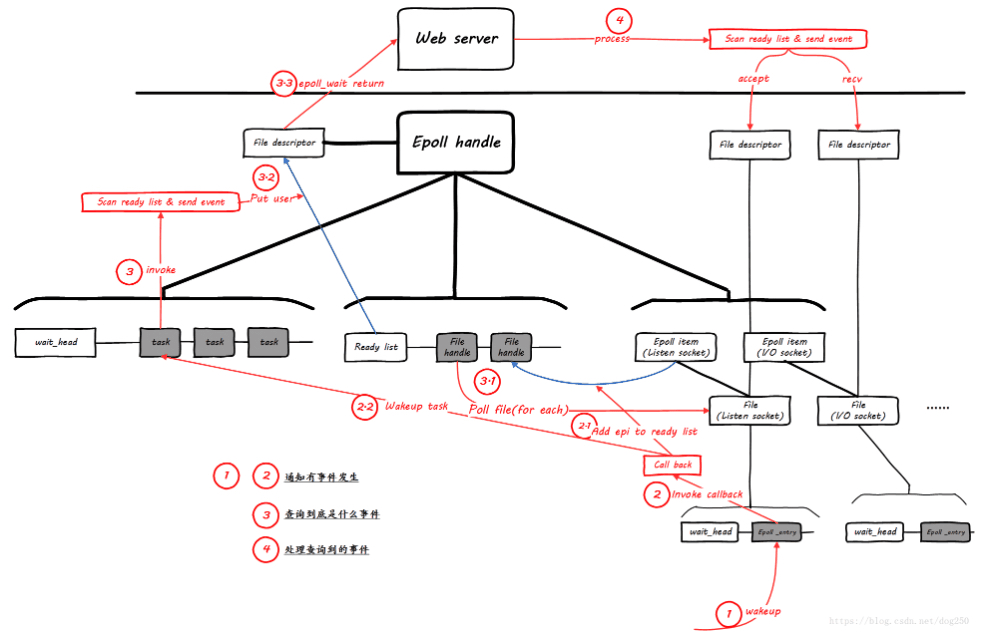 4
Web server
process
Scan ready list & send event
3·3
epoll_wait return
accept
recv
File descriptor
Epoll handle
File descriptor
File descriptor
3·2
Scan ready list & send event
Put user
3
invoke
wait_head
task
task
task
Ready list
File
handle
File
handle
Epoll item
(Listen socket)
Epoll item
(I/O socket)
3·1
2·2
Wakeup task
Poll file(for each)
File
(Listen socket)
File
(I/O socket)
......
2·1
Add epi to ready list
Call back
1
2
通知有事件发生
2
Invoke callback
3
查询到底是什么事件
wait_head
Epoll_entry
wait_head
Epoll_entry
4
处理查询到的事件
1
wakeup
https://blog.csdn.net/dog250